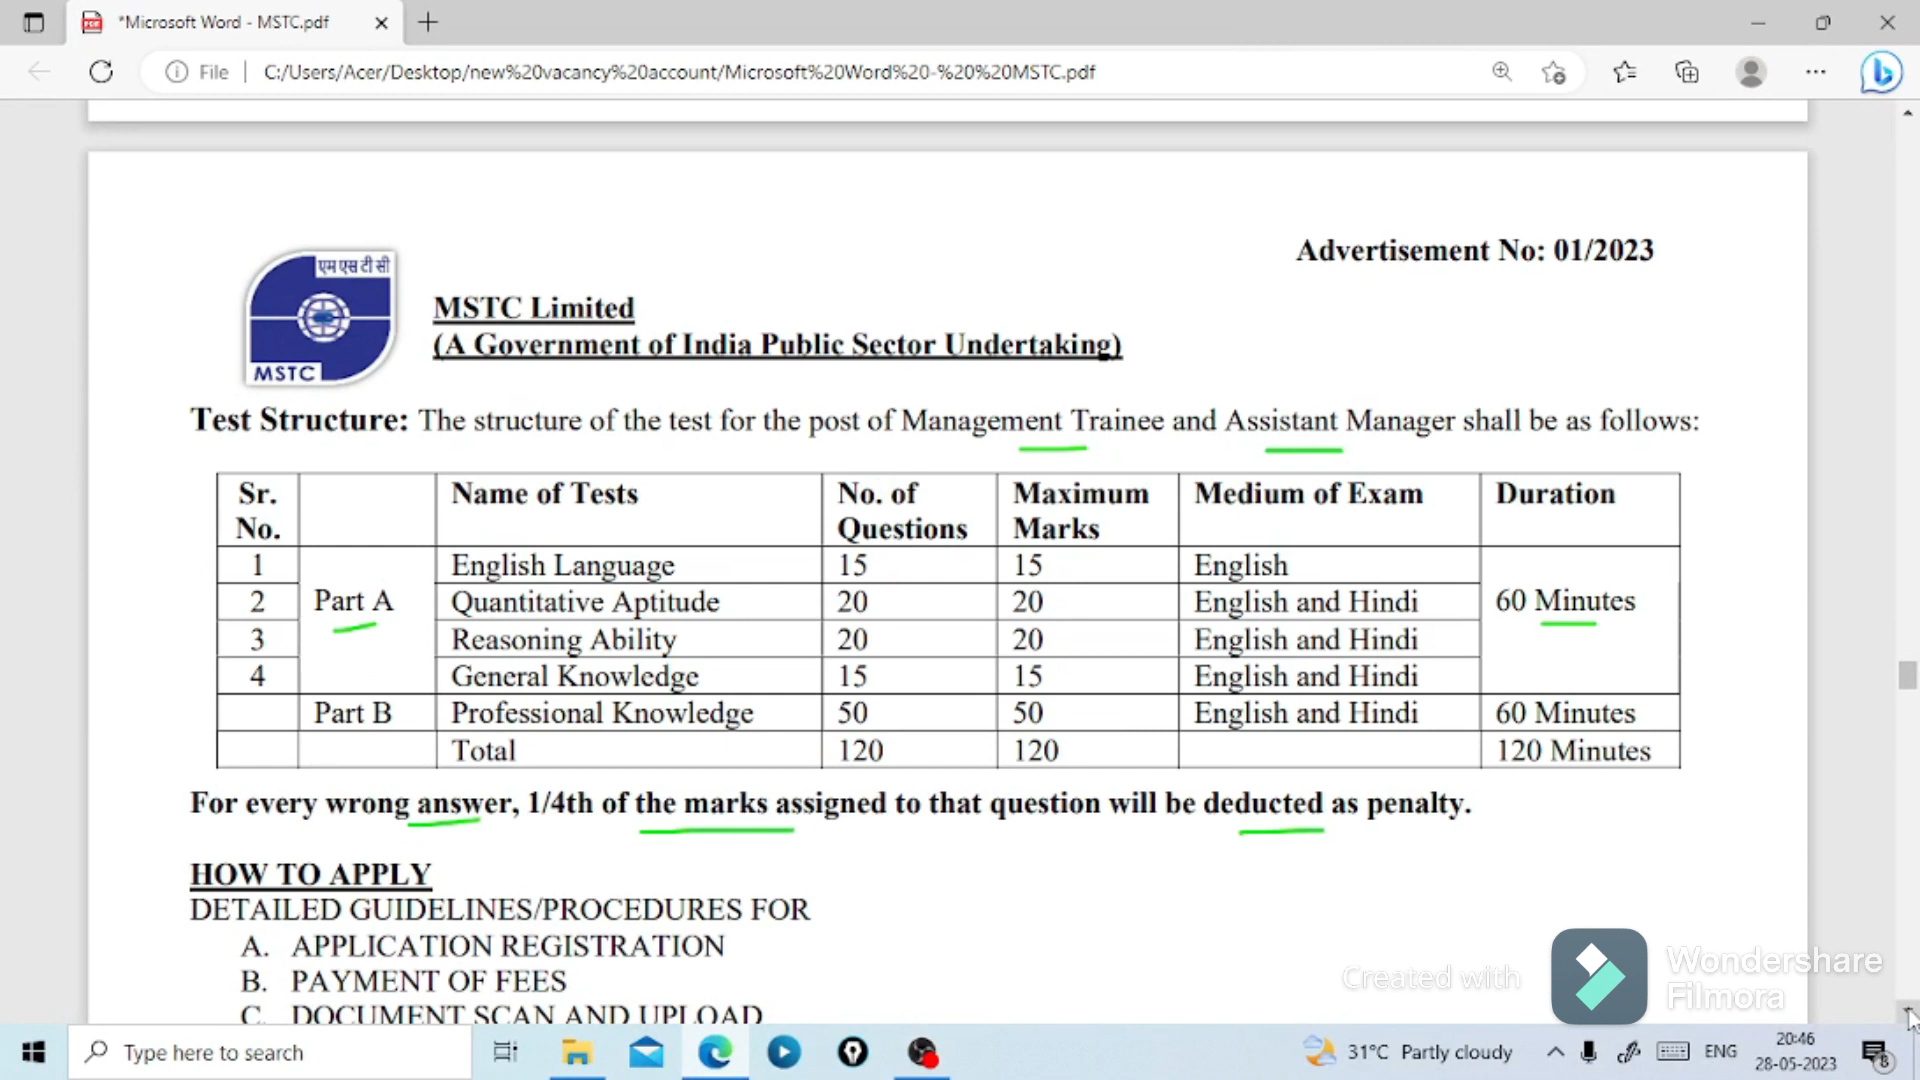 *Microsoft Word - MSTC.pdf
File | C:/Users/Acer/Desktop/new%20vacancy%20account/Microsoft%20Word%20-%20%20MSTC.pdf
Advertisement No: 01/2023
एम एस टी सी
MSTC
MSTC Limited
(A Government of India Public Sector Undertaking)
Test Structure: The structure of the test for the post of Management Trainee and Assistant Manager shall be as follows:
Sr. No. Name of Tests No. of Questions Maximum Marks Medium of Exam Duration
1 Part A English Language 15 15 English 60 Minutes
2 Quantitative Aptitude 20 20 English and Hindi
3 Reasoning Ability 20 20 English and Hindi
4 General Knowledge 15 15 English and Hindi
Part B Professional Knowledge 50 50 English and Hindi 60 Minutes
Total 120 120 120 Minutes
For every wrong answer, 1/4th of the marks assigned to that question will be deducted as penalty.
HOW TO APPLY
DETAILED GUIDELINES/PROCEDURES FOR
A. APPLICATION REGISTRATION
B. PAYMENT OF FEES
C. DOCUMENT SCAN AND UPLOAD
Created with Wondershare Filmora
Type here to search
31°C Partly cloudy
ENG
20:46
28-05-2023
8